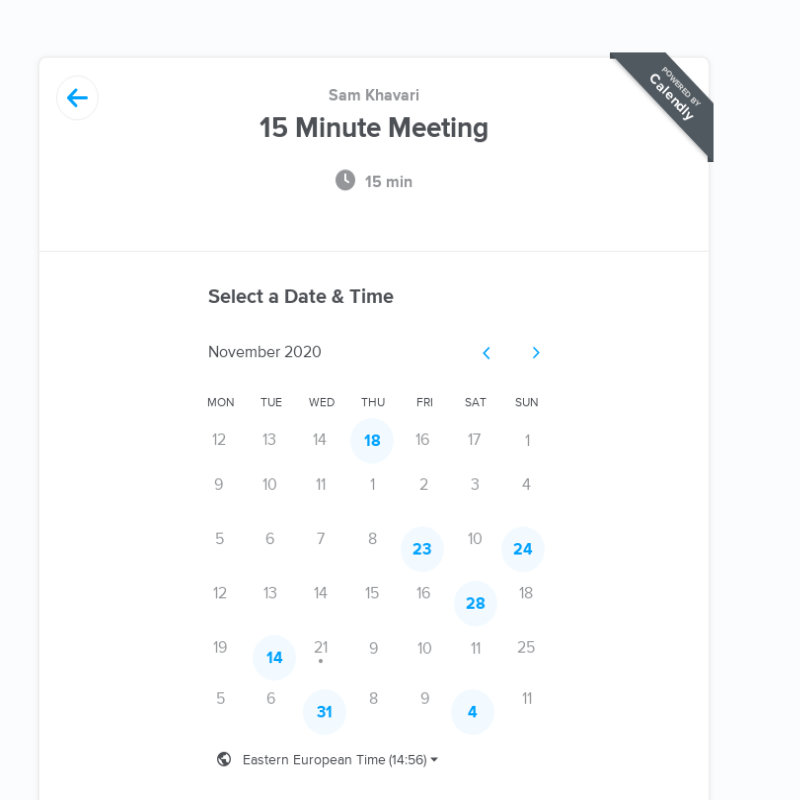 POWERED BY
Calendly
Sam Khavari
15 Minute Meeting
15 min
Select a Date & Time
November 2020
MON TUE WED THU FRI SAT SUN
12 13 14 18 16 17 1
9 10 11 1 2 3 4
5 6 7 8 23 10 24
12 13 14 15 16 28 18
19 14 21 9 10 11 25
5 6 31 8 9 4 11
Eastern European Time (14:56)